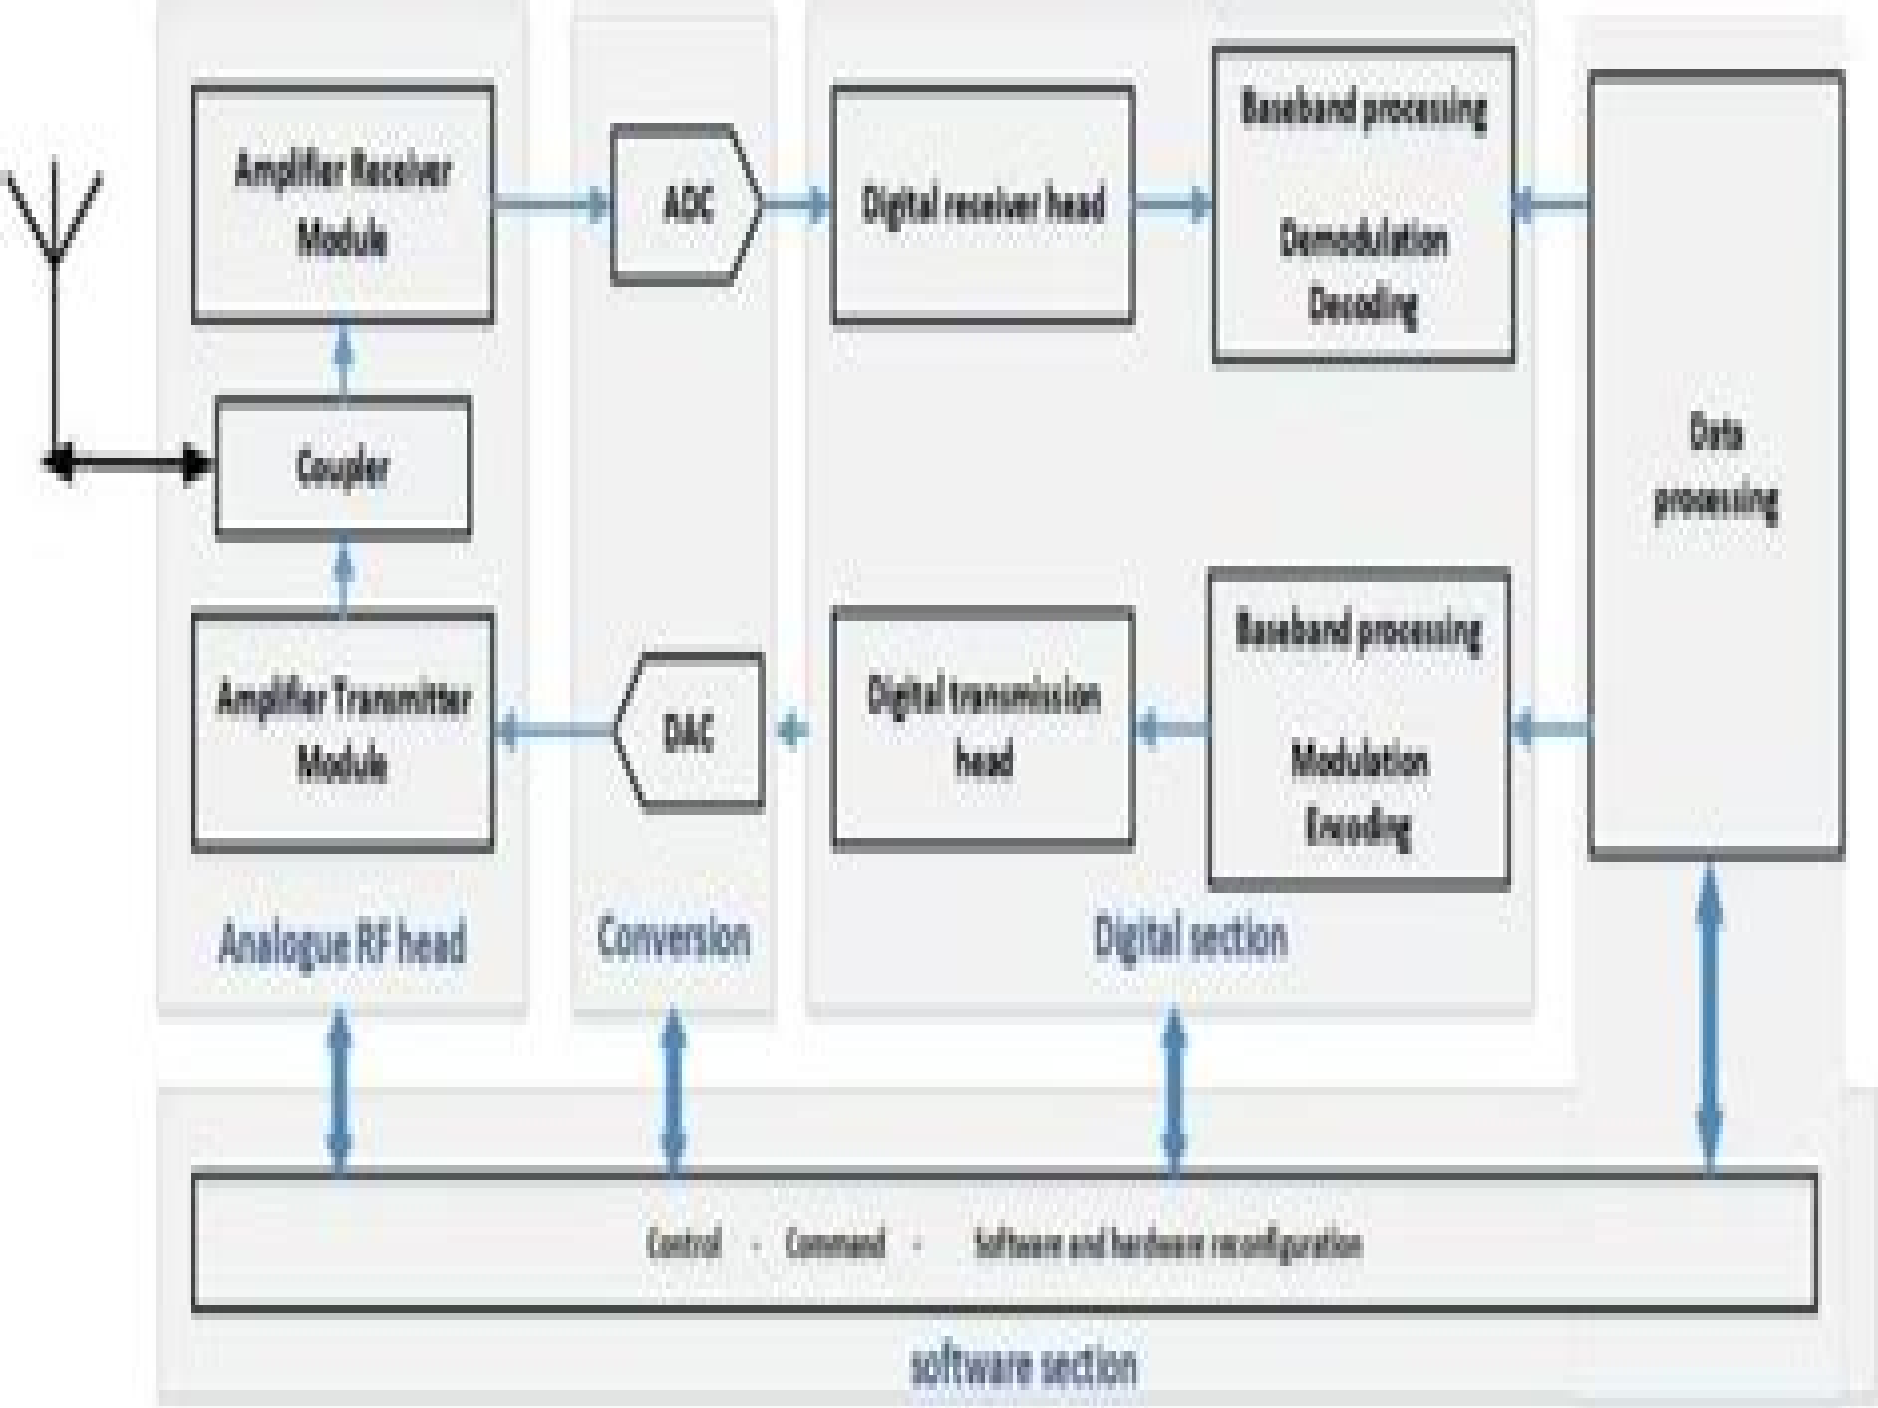 Amplifier Receiver
Module
ADC
Digital receiver head
Baseband processing
Demodulation
Decoding
Data
processing
Coupler
Amplifier Transmitter
Module
DAC
Digital transmission
head
Baseband processing
Modulation
Encoding
Analogue RF head
Conversion
Digital section
Control - Command - Software and hardware reconfiguration
software section